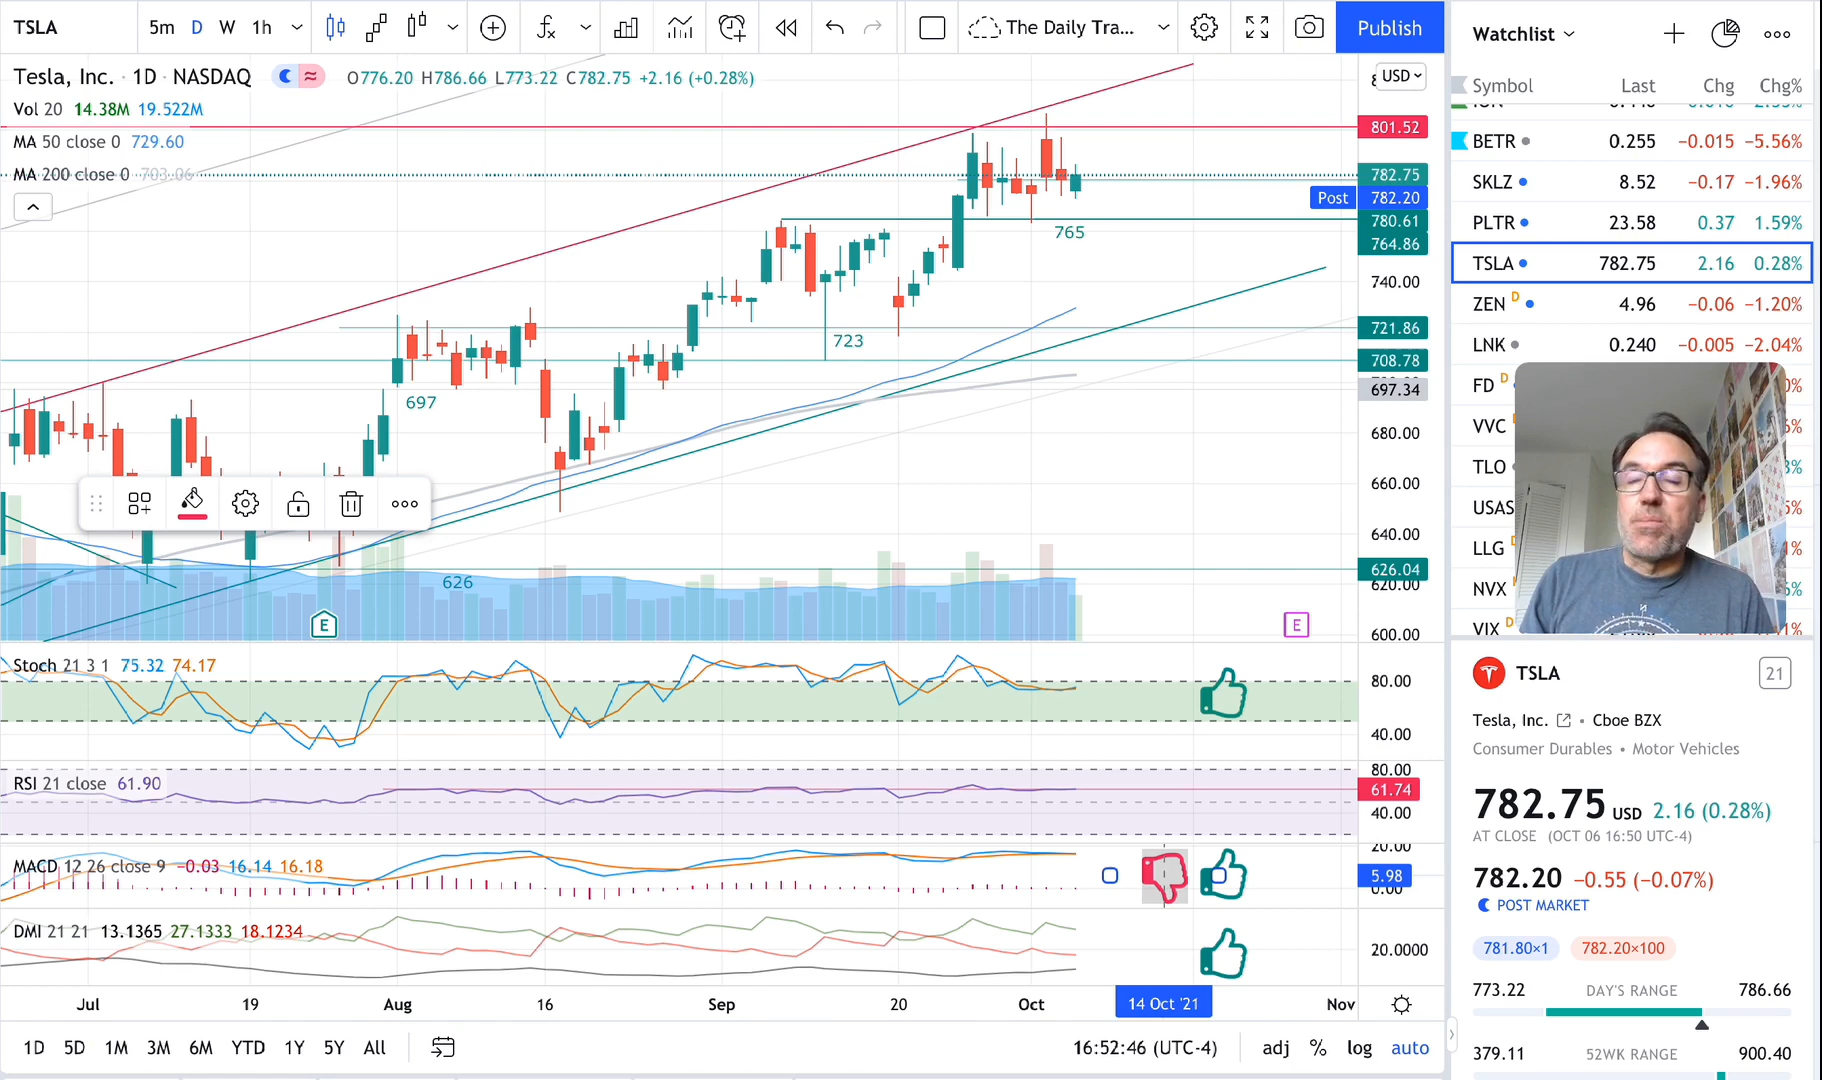 TSLA 5m D W 1h The Daily Tra... Publish
Tesla, Inc. · 1D · NASDAQ O776.20 H786.66 L773.22 C782.75 +2.16 (+0.28%)
USD
Vol 20 14.38M 19.522M
801.52
MA 50 close 0 729.60
MA 200 close 0 703.06
782.75
Post 782.20
780.61
765
764.86
740.00
721.86
723
708.78
697.34
697
680.00
660.00
640.00
626.04
626
620.00
E
E
600.00
Stoch 21 3 1 75.32 74.17
80.00
40.00
RSI 21 close 61.90
80.00
61.74
40.00
MACD 12 26 close 9 −0.03 16.14 16.18
20.00
5.98
0.00
DMI 21 21 13.1365 27.1333 18.1234
20.0000
Jul 19 Aug 16 Sep 20 Oct 14 Oct '21 Nov
1D 5D 1M 3M 6M YTD 1Y 5Y All 16:52:46 (UTC-4) adj % log auto
Watchlist
Symbol Last Chg Chg%
BETR 0.255 −0.015 −5.56%
SKLZ 8.52 −0.17 −1.96%
PLTR 23.58 0.37 1.59%
TSLA 782.75 2.16 0.28%
ZEN D 4.96 −0.06 −1.20%
LNK 0.240 −0.005 −2.04%
FD D
VVC
TLO
USAS
LLG
NVX
VIX D
TSLA 21
Tesla, Inc. • Cboe BZX
Consumer Durables • Motor Vehicles
782.75 USD 2.16 (0.28%)
AT CLOSE (OCT 06 16:50 UTC-4)
782.20 −0.55 (−0.07%)
POST MARKET
781.80×1 782.20×100
773.22 DAY'S RANGE 786.66
379.11 52WK RANGE 900.40